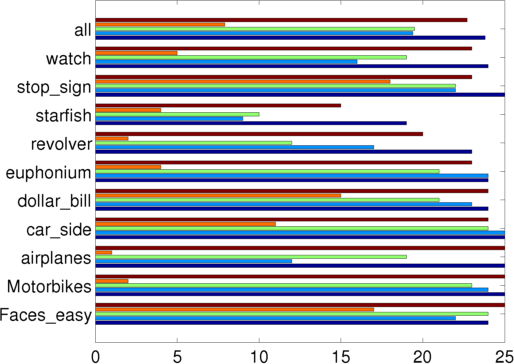 all
watch
stop_sign
starfish
revolver
euphonium
dollar_bill
car_side
airplanes
Motorbikes
Faces_easy
0 5 10 15 20 25